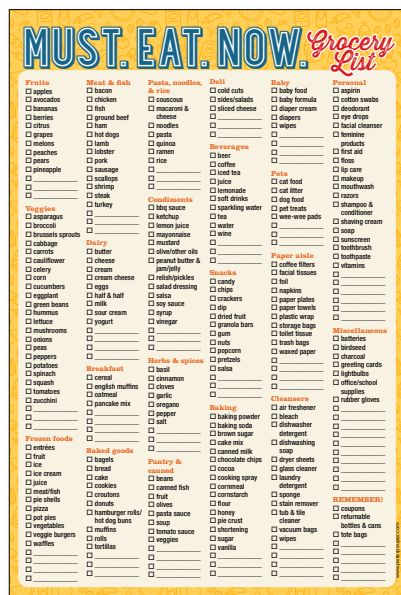 MUST. EAT. NOW.
Grocery
List
Fruits
apples
avocados
bananas
berries
citrus
grapes
melons
peaches
pears
pineapple
Veggies
asparagus
broccoli
brussels sprouts
cabbage
carrots
cauliflower
celery
corn
cucumbers
eggplant
green beans
hummus
lettuce
mushrooms
onions
peas
peppers
potatoes
spinach
squash
tomatoes
zucchini
Frozen foods
entrées
fruit
ice
ice cream
juice
meat/fish
pie shells
pizza
pot pies
vegetables
veggie burgers
waffles
Meat & fish
bacon
chicken
fish
ground beef
ham
hot dogs
lamb
lobster
pork
sausage
scallops
shrimp
steak
turkey
Dairy
butter
cheese
cream
cream cheese
eggs
half & half
milk
sour cream
yogurt
Breakfast
cereal
english muffins
oatmeal
pancake mix
Baked goods
bagels
bread
cake
cookies
croutons
donuts
hamburger rolls/
hot dog buns
muffins
rolls
tortillas
Pasta, noodles,
& rice
couscous
macaroni &
cheese
noodles
pasta
quinoa
ramen
rice
Condiments
bbq sauce
ketchup
lemon juice
mayonnaise
mustard
olive/other oils
peanut butter &
jam/jelly
relish/pickles
salad dressing
salsa
soy sauce
syrup
vinegar
Herbs & spices
basil
cinnamon
cloves
garlic
oregano
pepper
salt
Pantry &
canned
beans
canned fish
fruit
olives
pasta sauce
soup
tomato sauce
veggies
Deli
cold cuts
sides/salads
sliced cheese
Beverages
beer
coffee
iced tea
juice
lemonade
soft drinks
sparkling water
tea
water
wine
Snacks
candy
chips
crackers
dip
dried fruit
granola bars
gum
nuts
popcorn
pretzels
salsa
Baking
baking powder
baking soda
brown sugar
cake mix
canned milk
chocolate chips
cocoa
cooking spray
cornmeal
cornstarch
flour
honey
pie crust
shortening
sugar
vanilla
Baby
baby food
baby formula
diaper cream
diapers
wipes
Pets
cat food
cat litter
dog food
pet treats
wee-wee pads
Paper aisle
coffee filters
facial tissues
foil
napkins
paper plates
paper towels
plastic wrap
storage bags
toilet tissue
trash bags
waxed paper
Cleansers
air freshener
bleach
dishwasher
detergent
dishwashing
soap
dryer sheets
glass cleaner
laundry
detergent
sponge
stain remover
tub & tile
cleaner
vacuum bags
wipes
Personal
aspirin
cotton swabs
deodorant
eye drops
facial cleanser
feminine
products
first aid
floss
lip care
makeup
mouthwash
razors
shampoo &
conditioner
shaving cream
soap
sunscreen
toothbrush
toothpaste
vitamins
Miscellaneous
batteries
birdseed
charcoal
greeting cards
lightbulbs
office/school
supplies
rubber gloves
REMEMBER!
coupons
returnable
bottles & cans
tote bags